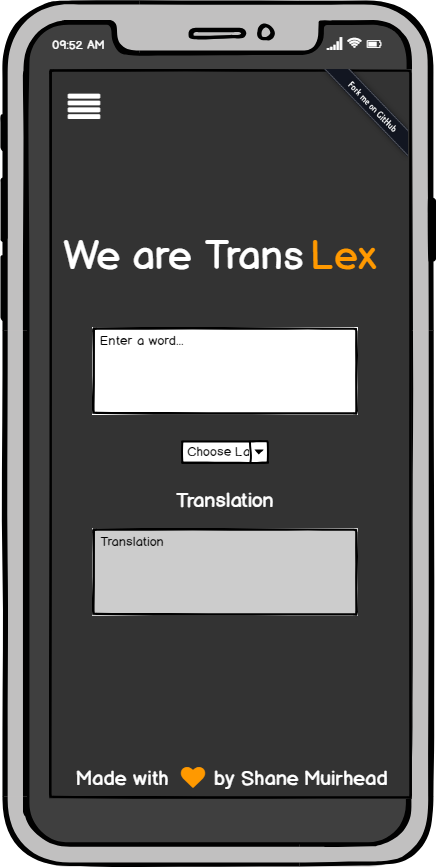 09:52 AM
Fork me on GitHub
We are Trans Lex
Enter a word...
Choose La
Translation
Translation
Made with by Shane Muirhead